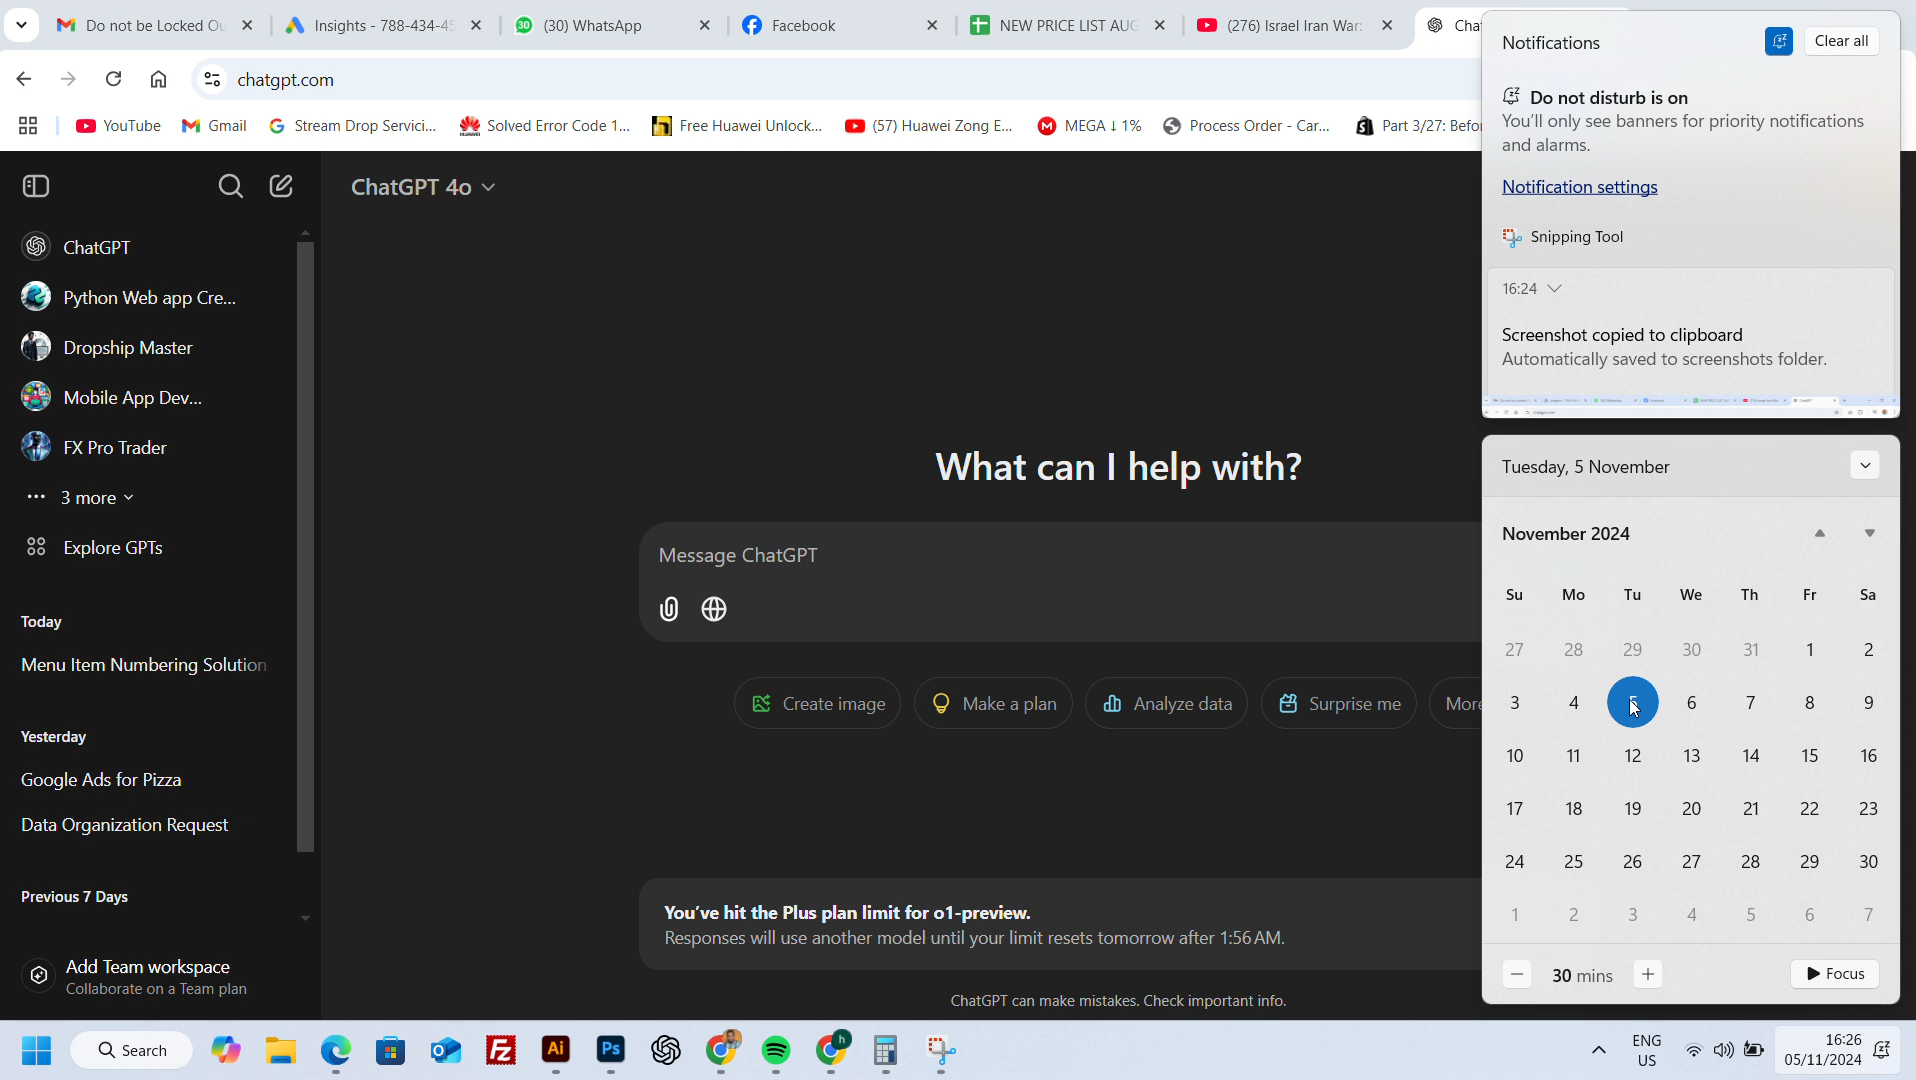 Do not be Locked Ou
Insights - 788-434-45
(30) WhatsApp
Facebook
NEW PRICE LIST AUG
(276) Israel Iran War:
Cha
chatgpt.com
YouTube
Gmail
Stream Drop Servici...
Solved Error Code 1...
Free Huawei Unlock...
(57) Huawei Zong E...
MEGA ↓ 1%
Process Order - Car...
Part 3/27: Befo
ChatGPT 4o
ChatGPT
Python Web app Cre...
Dropship Master
Mobile App Dev...
FX Pro Trader
3 more
Explore GPTs
Today
Menu Item Numbering Solution
Yesterday
Google Ads for Pizza
Data Organization Request
Previous 7 Days
Add Team workspace
Collaborate on a Team plan
What can I help with?
Message ChatGPT
Create image
Make a plan
Analyze data
Surprise me
More
You've hit the Plus plan limit for o1-preview.
Responses will use another model until your limit resets tomorrow after 1:56 AM.
ChatGPT can make mistakes. Check important info.
Notifications
Clear all
Do not disturb is on
You'll only see banners for priority notifications
and alarms.
Notification settings
Snipping Tool
16:24
Screenshot copied to clipboard
Automatically saved to screenshots folder.
Tuesday, 5 November
November 2024
Su Mo Tu We Th Fr Sa
27 28 29 30 31 1 2
3 4 5 6 7 8 9
10 11 12 13 14 15 16
17 18 19 20 21 22 23
24 25 26 27 28 29 30
1 2 3 4 5 6 7
30 mins
Focus
Search
ENG
US
16:26
05/11/2024